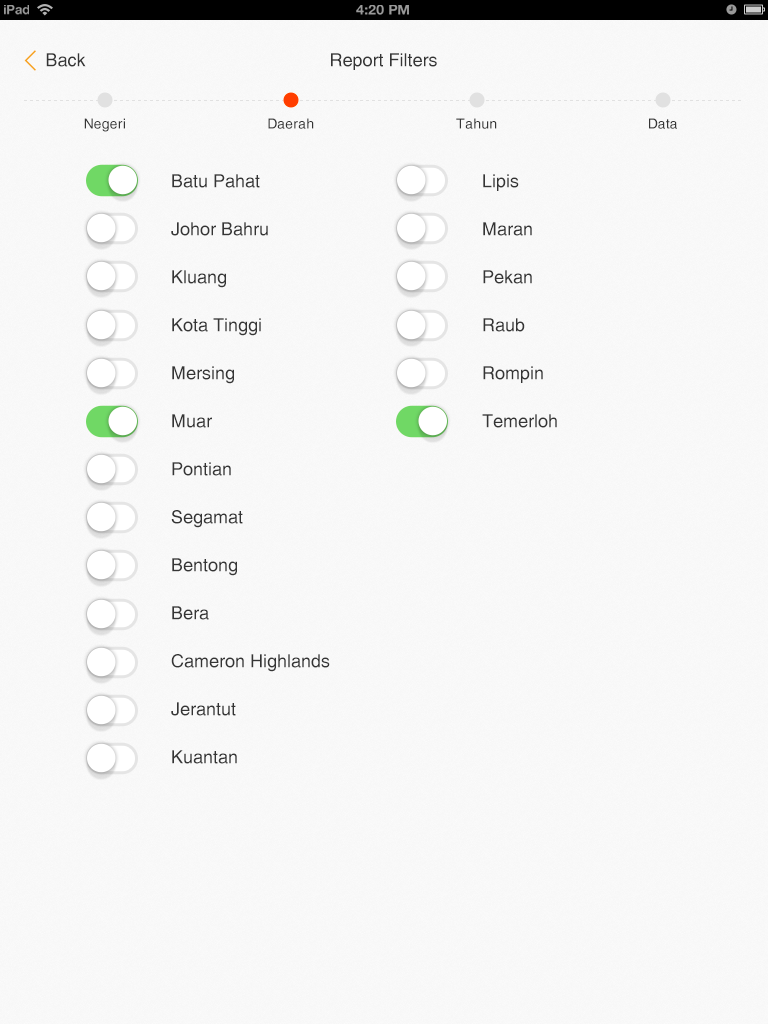 iPad 4:20 PM
Back Report Filters
Negeri Daerah Tahun Data
Batu Pahat
Johor Bahru
Kluang
Kota Tinggi
Mersing
Muar
Pontian
Segamat
Bentong
Bera
Cameron Highlands
Jerantut
Kuantan
Lipis
Maran
Pekan
Raub
Rompin
Temerloh